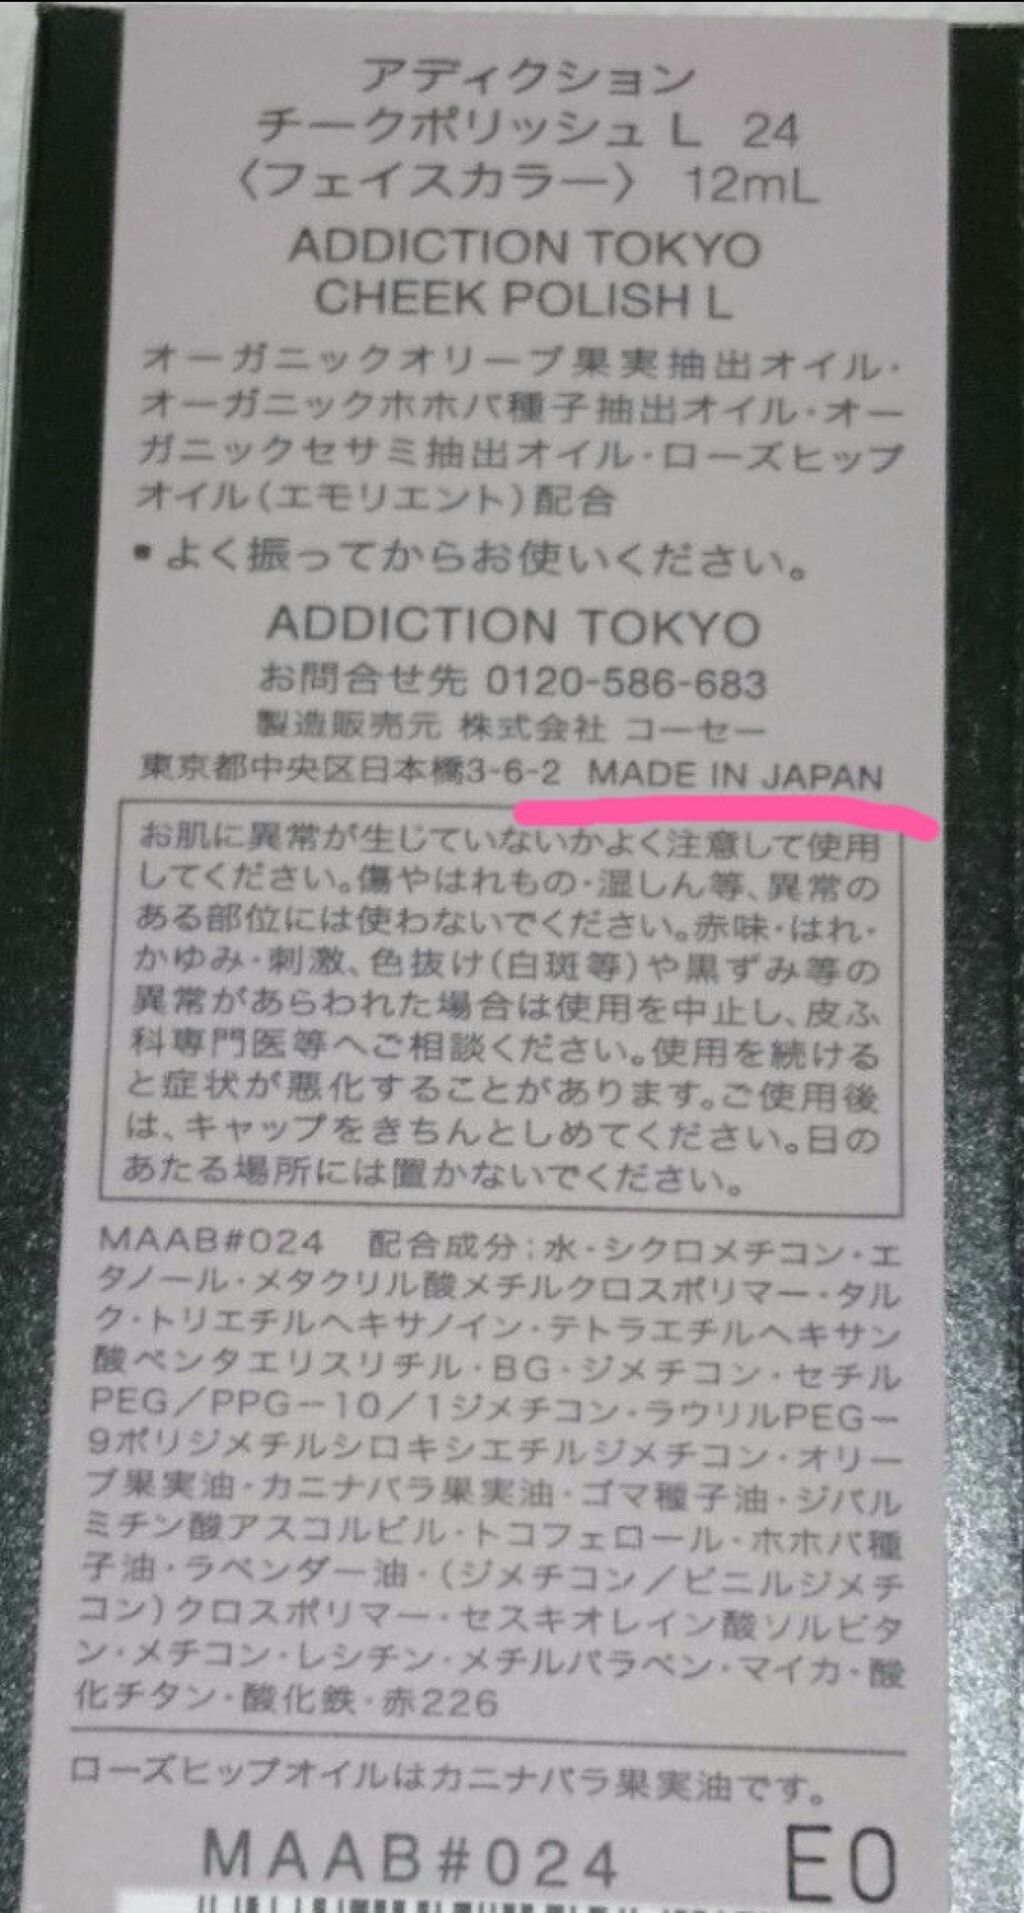 アディクション
チークポリッシュ L 24
〈フェイスカラー〉 12mL
ADDICTION TOKYO
CHEEK POLISH L
オーガニックオリーブ果実抽出オイル・
オーガニックホホバ種子抽出オイル・オー
ガニックセサミ抽出オイル・ローズヒップ
オイル(エモリエント)配合
▪よく振ってからお使いください。
ADDICTION TOKYO
お問合せ先 0120-586-683
製造販売元 株式会社 コーセー
東京都中央区日本橋3-6-2 MADE IN JAPAN
お肌に異常が生じていないかよく注意して使用
してください。傷やはれもの・湿しん等、異常の
ある部位には使わないでください。赤味・はれ・
かゆみ・刺激、色抜け(白斑等)や黒ずみ等の
異常があらわれた場合は使用を中止し、皮ふ
科専門医等へご相談ください。使用を続ける
と症状が悪化することがあります。ご使用後
は、キャップをきちんとしめてください。日の
あたる場所には置かないでください。
MAAB#024 配合成分:水・シクロメチコン・エ
タノール・メタクリル酸メチルクロスポリマー・タル
ク・トリエチルヘキサノイン・テトラエチルヘキサン
酸ペンタエリスリチル・BG・ジメチコン・セチル
PEG/PPG-10/1ジメチコン・ラウリルPEG-
9ポリジメチルシロキシエチルジメチコン・オリー
ブ果実油・カニナバラ果実油・ゴマ種子油・ジパル
ミチン酸アスコルビル・トコフェロール・ホホバ種
子油・ラベンダー油・(ジメチコン/ビニルジメチ
コン)クロスポリマー・セスキオレイン酸ソルビタ
ン・メチコン・レシチン・メチルパラベン・マイカ・酸
化チタン・酸化鉄・赤226
ローズヒップオイルはカニナバラ果実油です。
MAAB#024 E0